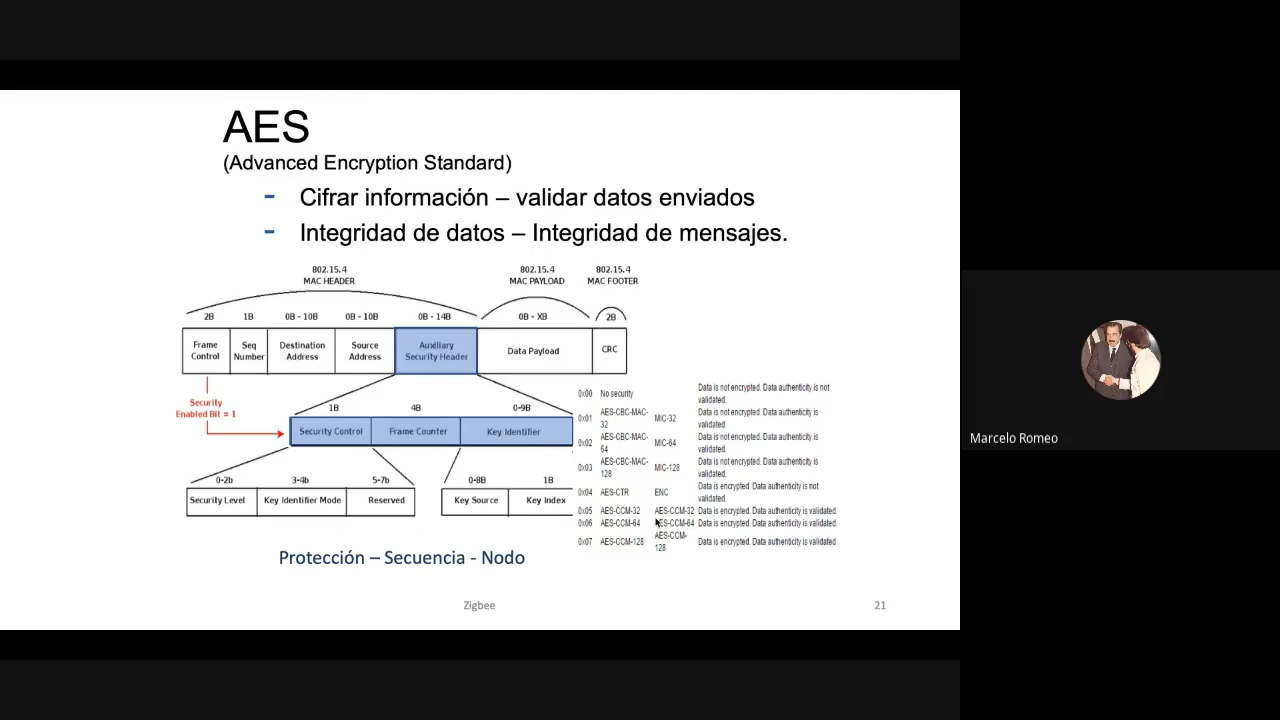 AES
(Advanced Encryption Standard)
- Cifrar información – validar datos enviados
- Integridad de datos – Integridad de mensajes.
802.15.4
MAC HEADER
802.15.4
MAC PAYLOAD
802.15.4
MAC FOOTER
2B 1B 0B - 10B 0B - 10B 0B - 14B 0B - XB 2B
Frame
Control
Seq
Number
Destination
Address
Source
Address
Auxiliary
Security Header
Data Payload
CRC
Security
Enabled Bit = 1
1B 4B 0-9B
Security Control Frame Counter Key Identifier
0-2b 3-4b 5-7b 0-8B 1B
Security Level Key Identifier Mode Reserved Key Source Key Index
0x00 No security Data is not encrypted. Data authenticity is not
validated.
0x01 AES-CBC-MAC-
32 MIC-32 Data is not encrypted. Data authenticity is
validated.
0x02 AES-CBC-MAC-
64 MIC-64 Data is not encrypted. Data authenticity is
validated.
0x03 AES-CBC-MAC-
128 MIC-128 Data is not encrypted. Data authenticity is
validated.
0x04 AES-CTR ENC Data is encrypted. Data authenticity is not
validated.
0x05 AES-CCM-32 AES-CCM-32 Data is encrypted. Data authenticity is validated.
0x06 AES-CCM-64 AES-CCM-64 Data is encrypted. Data authenticity is validated.
0x07 AES-CCM-128 AES-CCM-
128 Data is encrypted. Data authenticity is validated.
Protección – Secuencia - Nodo
Zigbee
21
Marcelo Romeo